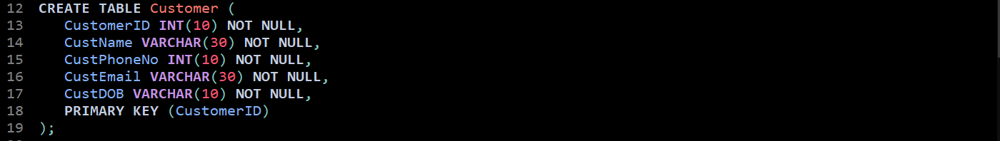 12 CREATE TABLE Customer (
13 CustomerID INT(10) NOT NULL,
14 CustName VARCHAR(30) NOT NULL,
15 CustPhoneNo INT(10) NOT NULL,
16 CustEmail VARCHAR(30) NOT NULL,
17 CustDOB VARCHAR(10) NOT NULL,
18 PRIMARY KEY (CustomerID)
19 );